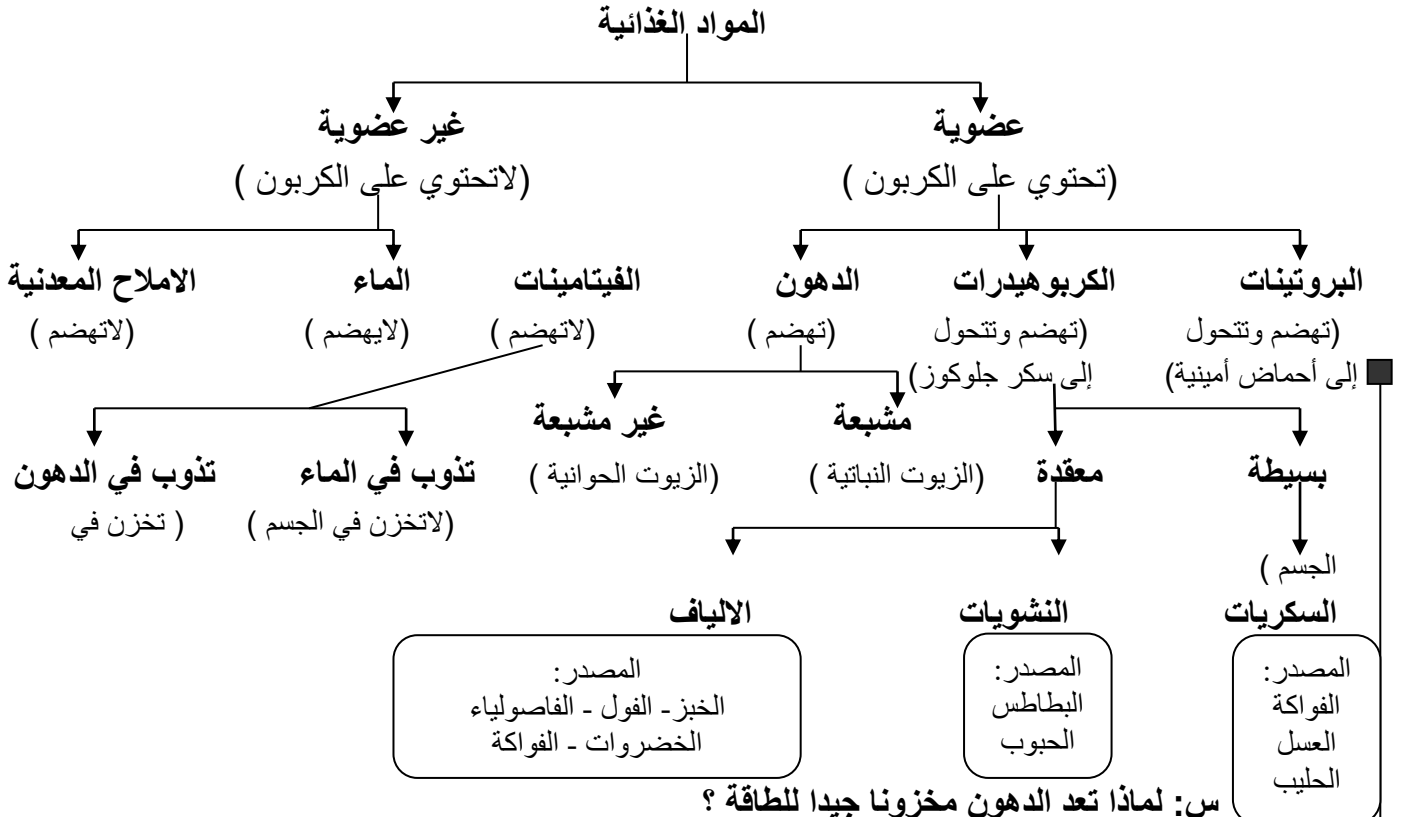 المواد الغذائية
عضوية
غير عضوية
(تحتوي على الكربون )
(لاتحتوي على الكربون )
البروتينات
الكربوهيدرات
الدهون
الفيتامينات
الماء
الاملاح المعدنية
(تهضم وتتحول
إلى أحماض أمينية)
(تهضم وتتحول
إلى سكر جلوكوز)
(تهضم )
(لاتهضم )
(لايهضم )
(لاتهضم )
مشبعة
غير مشبعة
بسيطة
معقدة
(الزيوت النباتية )
(الزيوت الحوانية )
تذوب في الماء
تذوب في الدهون
(لاتخزن في الجسم )
( تخزن في
الجسم )
السكريات
النشويات
الالياف
المصدر:
الفواكة
العسل
الحليب
المصدر:
البطاطس
الحبوب
المصدر:
الخبز- الفول - الفاصولياء
الخضروات - الفواكة
س: لماذا تعد الدهون مخزونا جيدا للطاقة ؟